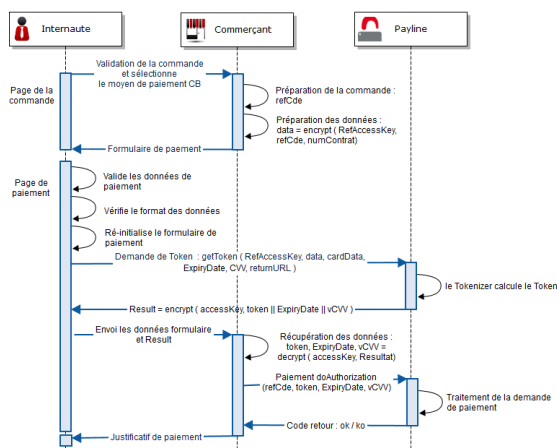 Internaute
Commerçant
Payline
Validation de la commande
et sélectionne
le moyen de paiement CB
Page de la
commande
Préparation de la commande :
refCde
Préparation des données :
data = encrypt ( RefAccessKey,
refCde, numContrat)
Formulaire de paiement
Page de
paiement
Valide les données de
paiement
Vérifie le format des données
Ré-initialise le formulaire de
paiement
Demande de Token : getToken ( RefAccessKey, data, cardData,
ExpiryDate, CVV, returnURL )
le Tokenizer calcule le Token
Result = encrypt ( accessKey, token || ExpiryDate || vCVV )
Envoi les données formulaire
et Result
Récupération des données :
token, ExpiryDate, vCVV =
decrypt ( accessKey, Resultat)
Paiement doAuthorization
(refCde, token, ExpiryDate, vCVV)
Traitement de la demande
de paiement
Code retour : ok / ko
Justificatif de paiement